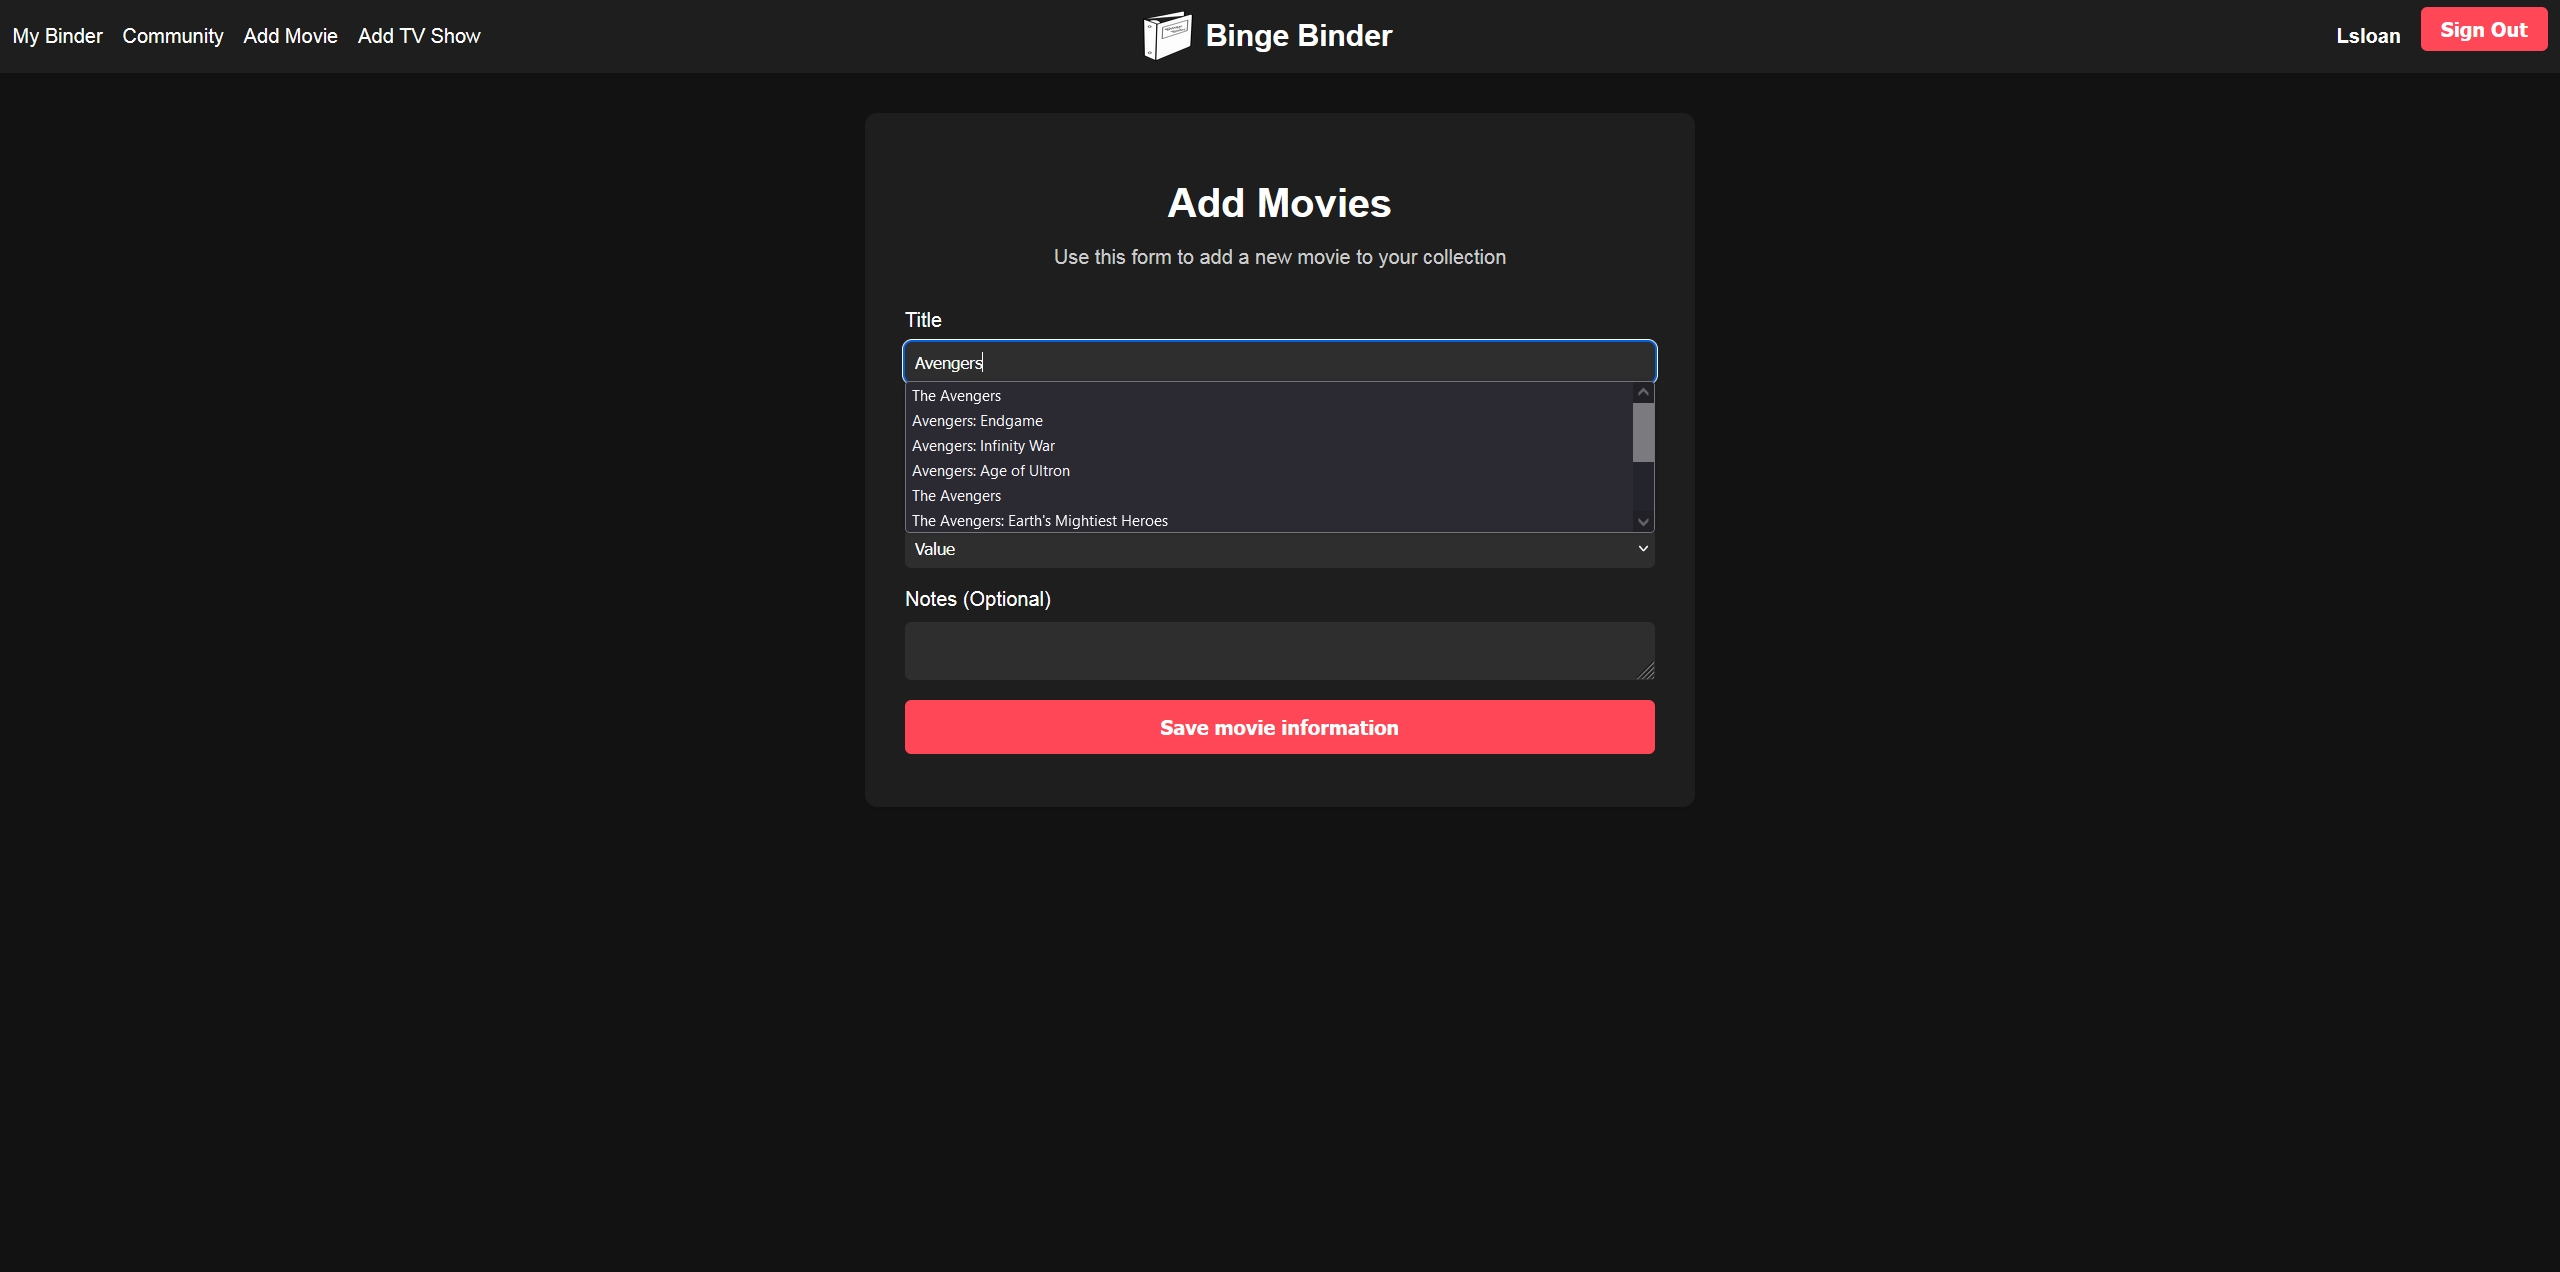 My Binder Community Add Movie Add TV Show
Binge Binder
Lsloan Sign Out
Add Movies
Use this form to add a new movie to your collection
Title
Avengers
The Avengers
Avengers: Endgame
Avengers: Infinity War
Avengers: Age of Ultron
The Avengers
The Avengers: Earth's Mightiest Heroes
Value
Notes (Optional)
Save movie information